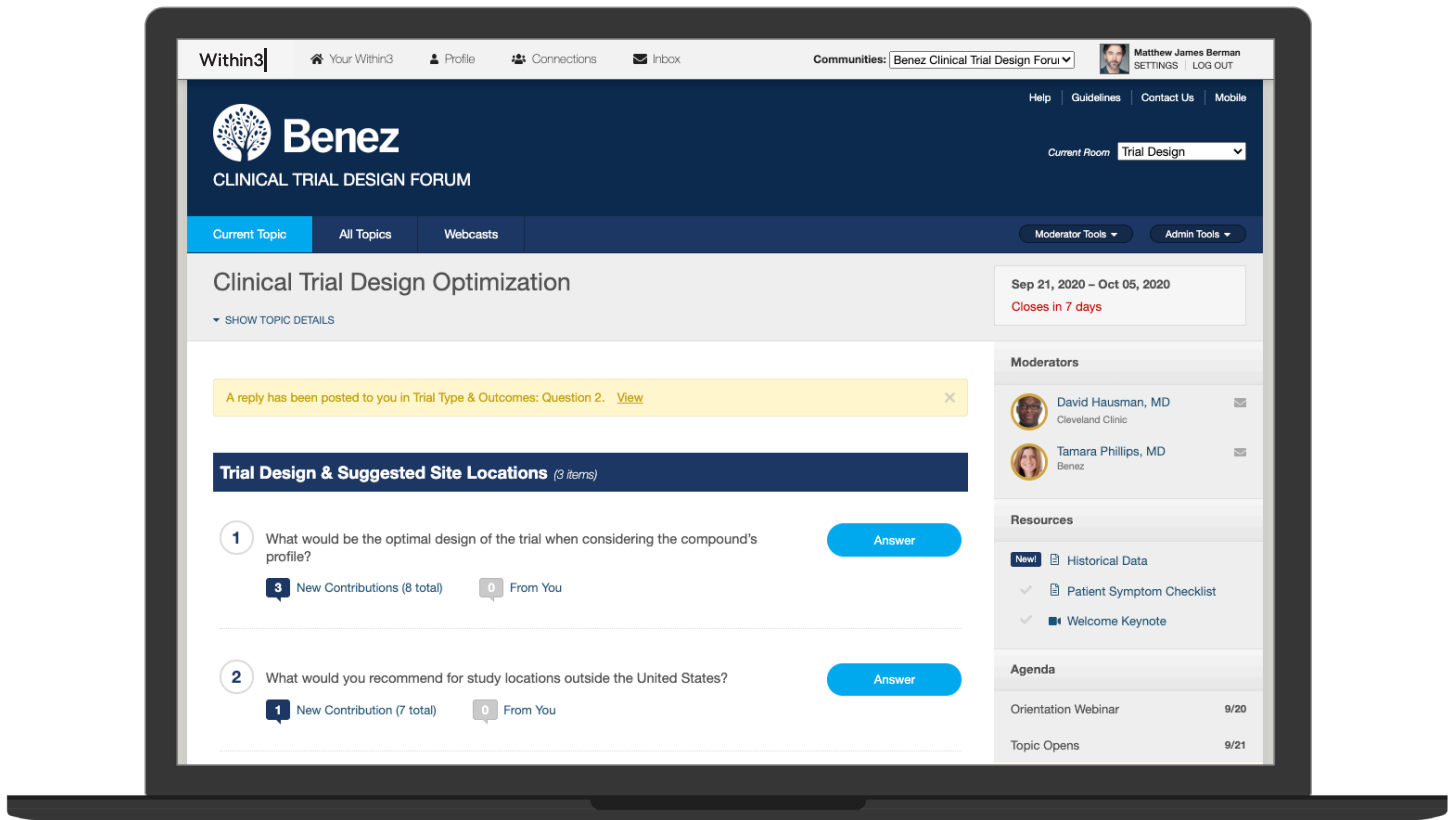 Within3
Your Within3
Profile
Connections
Inbox
Communities:
Benez Clinical Trial Design Foru
Matthew James Berman
SETTINGS
LOG OUT
Help
Guidelines
Contact Us
Mobile
Benez
CLINICAL TRIAL DESIGN FORUM
Current Room
Trial Design
Current Topic
All Topics
Webcasts
Moderator Tools
Admin Tools
Clinical Trial Design Optimization
SHOW TOPIC DETAILS
Sep 21, 2020 – Oct 05, 2020
Closes in 7 days
A reply has been posted to you in Trial Type & Outcomes: Question 2. View
Trial Design & Suggested Site Locations (3 items)
1
What would be the optimal design of the trial when considering the compound's
profile?
Answer
3 New Contributions (8 total)
0 From You
2
What would you recommend for study locations outside the United States?
Answer
1 New Contribution (7 total)
0 From You
Moderators
David Hausman, MD
Cleveland Clinic
Tamara Phillips, MD
Benez
Resources
New! Historical Data
Patient Symptom Checklist
Welcome Keynote
Agenda
Orientation Webinar 9/20
Topic Opens 9/21